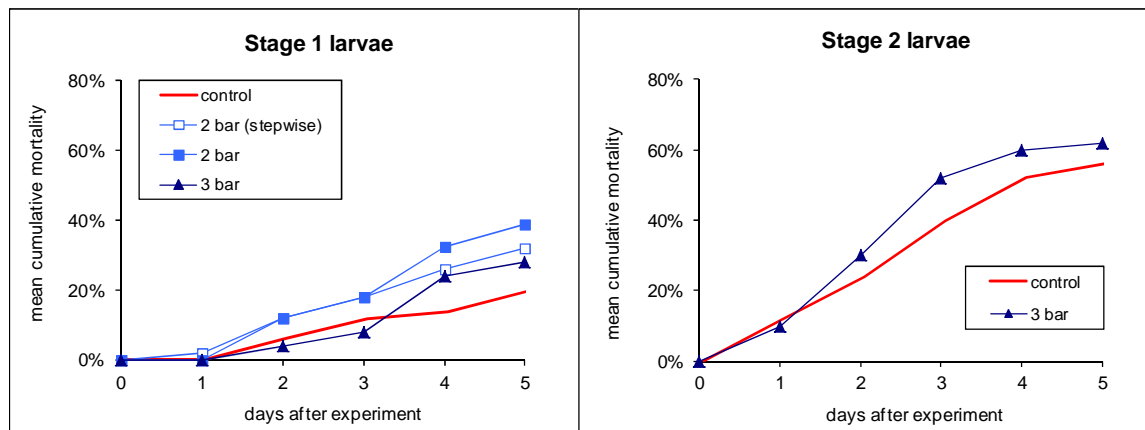 Stage 1 larvae
80%
60%
40%
20%
0%
mean cumulative mortality
control
2 bar (stepwise)
2 bar
3 bar
0 1 2 3 4 5
days after experiment
Stage 2 larvae
80%
60%
40%
20%
0%
mean cumulative mortality
control
3 bar
0 1 2 3 4 5
days after experiment